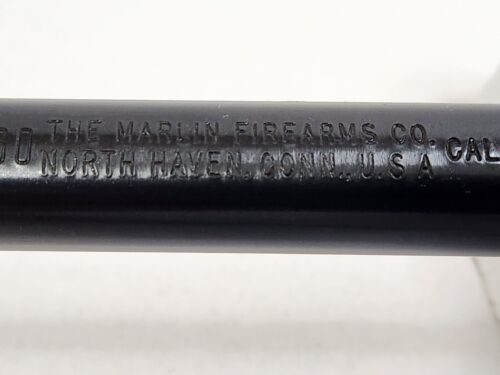 THE MARLIN FIREARMS CO.
NORTH HAVEN, CONN., U.S.A CAL